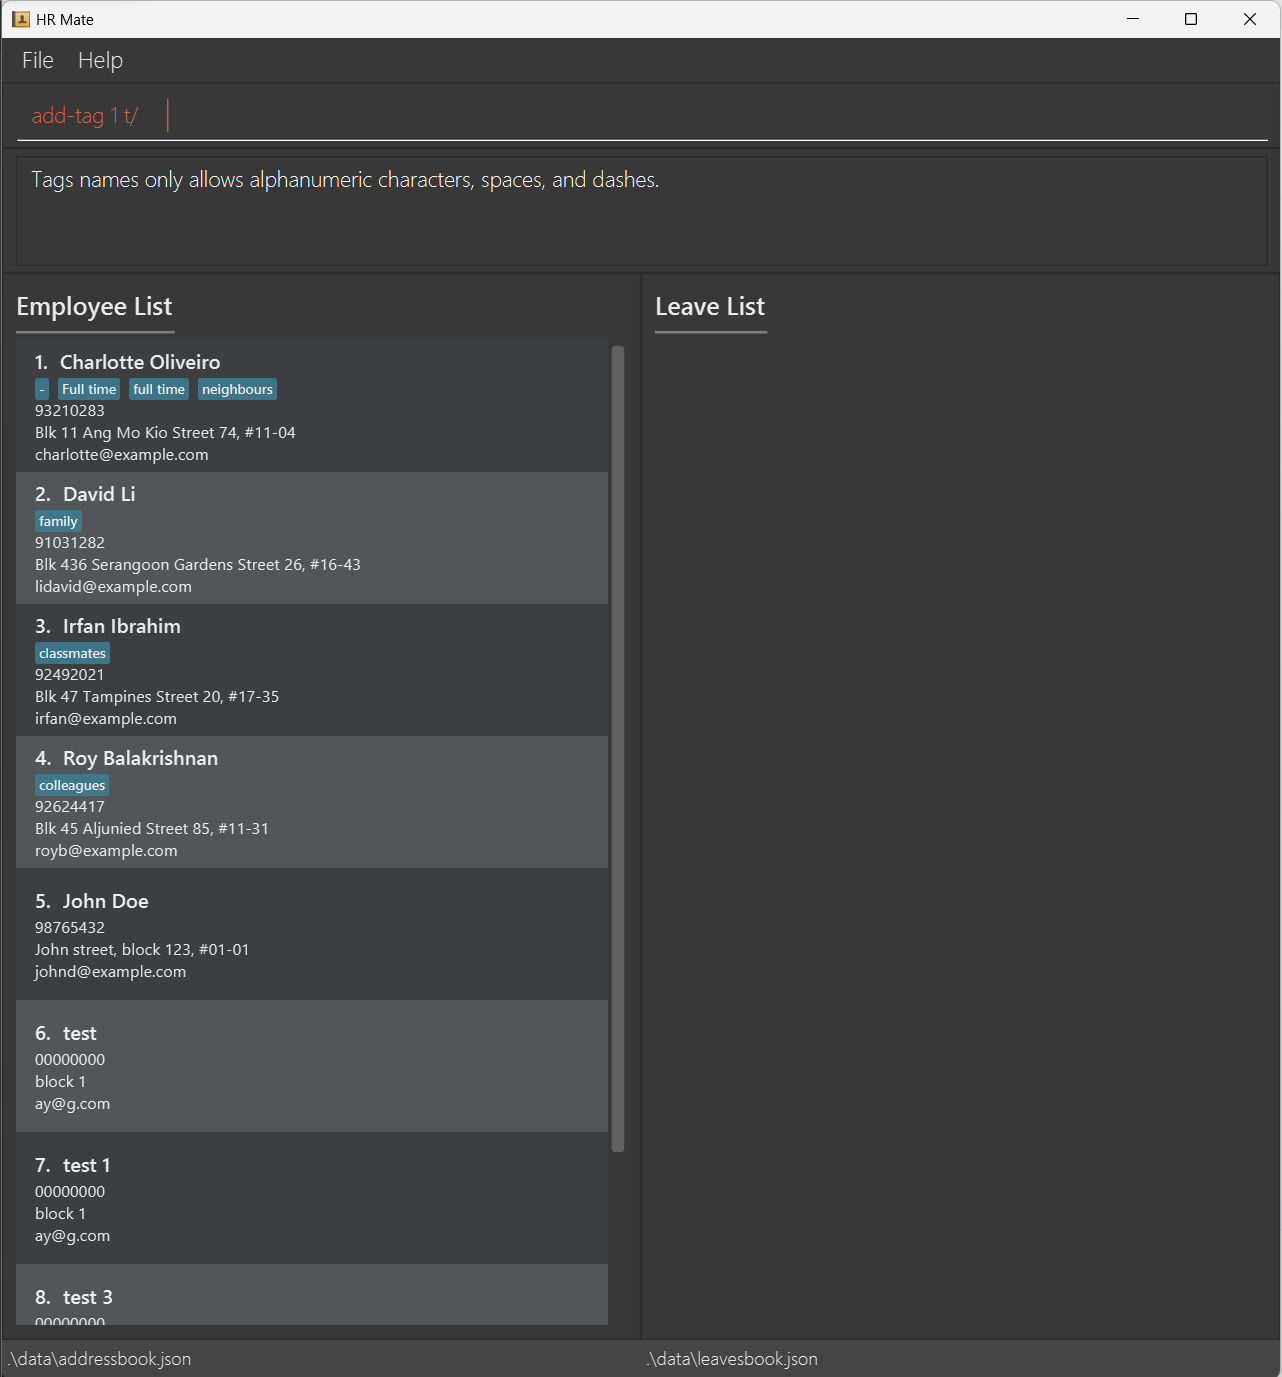 HR Mate
File Help
add-tag 1 t/
Tags names only allows alphanumeric characters, spaces, and dashes.
Employee List
1. Charlotte Oliveiro
- Full time full time neighbours
93210283
Blk 11 Ang Mo Kio Street 74, #11-04
charlotte@example.com
2. David Li
family
91031282
Blk 436 Serangoon Gardens Street 26, #16-43
lidavid@example.com
3. Irfan Ibrahim
classmates
92492021
Blk 47 Tampines Street 20, #17-35
irfan@example.com
4. Roy Balakrishnan
colleagues
92624417
Blk 45 Aljunied Street 85, #11-31
royb@example.com
5. John Doe
98765432
John street, block 123, #01-01
johnd@example.com
6. test
00000000
block 1
ay@g.com
7. test 1
00000000
block 1
ay@g.com
8. test 3
00000000
Leave List
.\data\addressbook.json
.\data\leavesbook.json